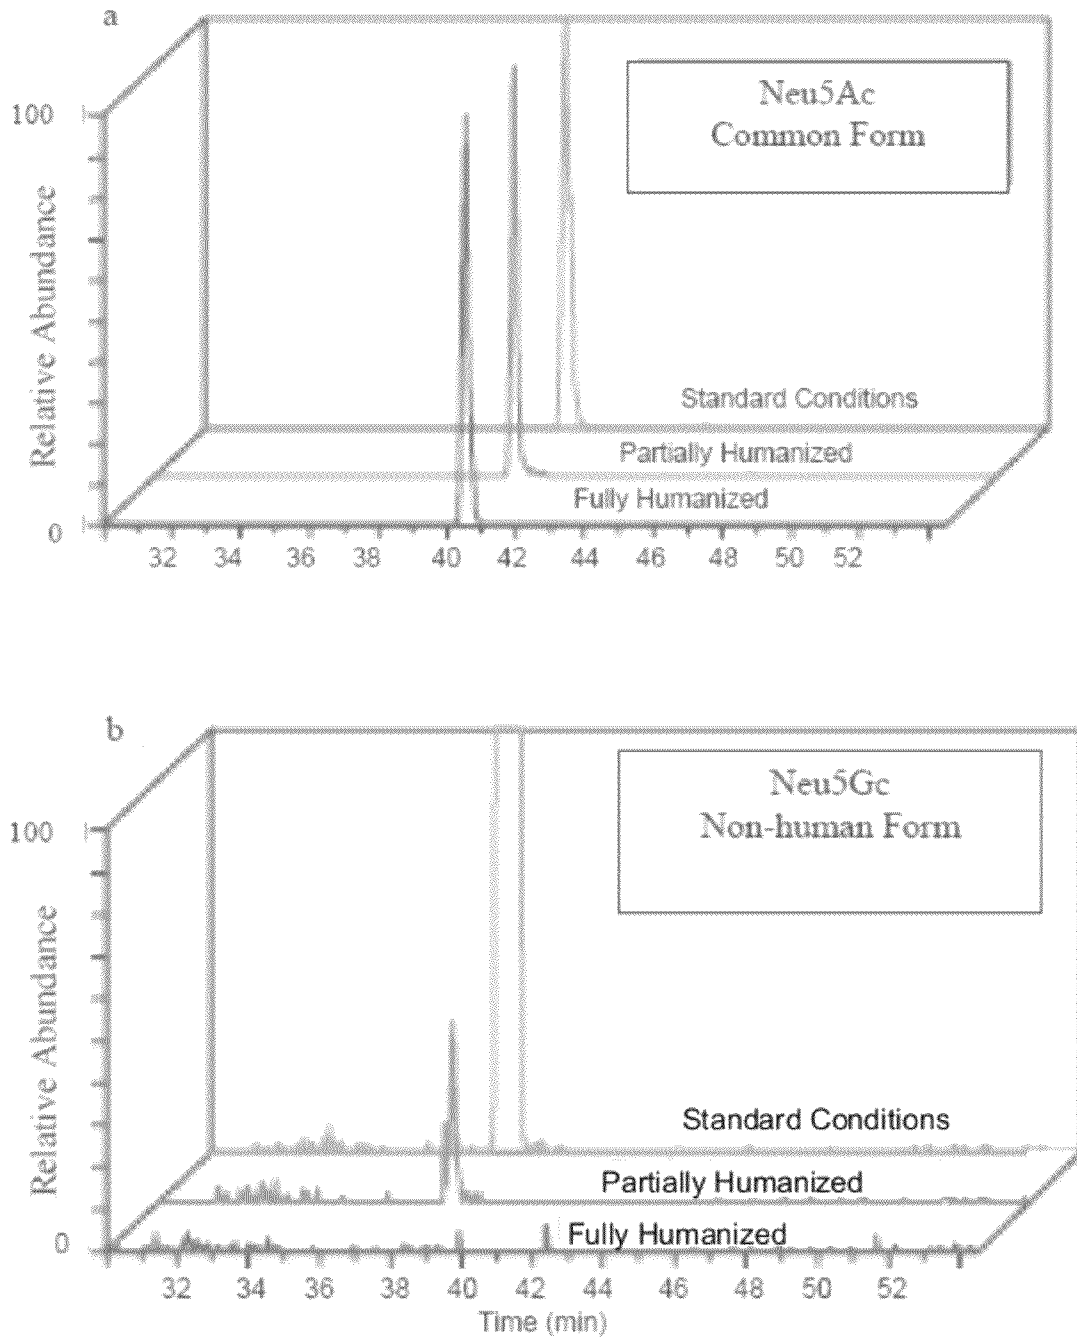 a
100
Relative Abundance
0
Neu5Ac
Common Form
Standard Conditions
Partially Humanized
Fully Humanized
32 34 36 38 40 42 44 46 48 50 52
b
100
Relative Abundance
0
Neu5Gc
Non-human Form
Standard Conditions
Partially Humanized
Fully Humanized
32 34 36 38 40 42 44 46 48 50 52
Time (min)